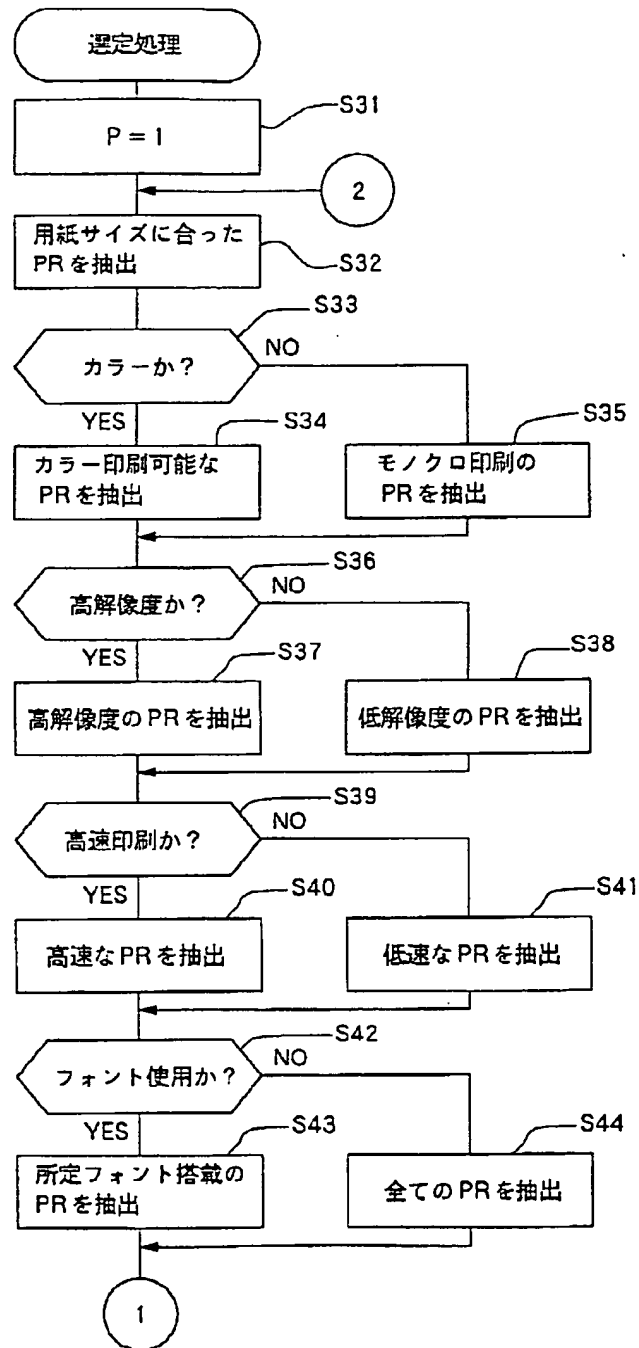 選定処理
S31
P = 1
2
用紙サイズに合った
PRを抽出
S32
S33
カラーか?
NO
YES
S34
S35
カラー印刷可能な
PRを抽出
モノクロ印刷の
PRを抽出
S36
高解像度か?
NO
YES
S37
S38
高解像度のPRを抽出
低解像度のPRを抽出
S39
高速印刷か?
NO
YES
S40
S41
高速なPRを抽出
低速なPRを抽出
S42
フォント使用か?
NO
YES
S43
S44
所定フォント搭載の
PRを抽出
全てのPRを抽出
1